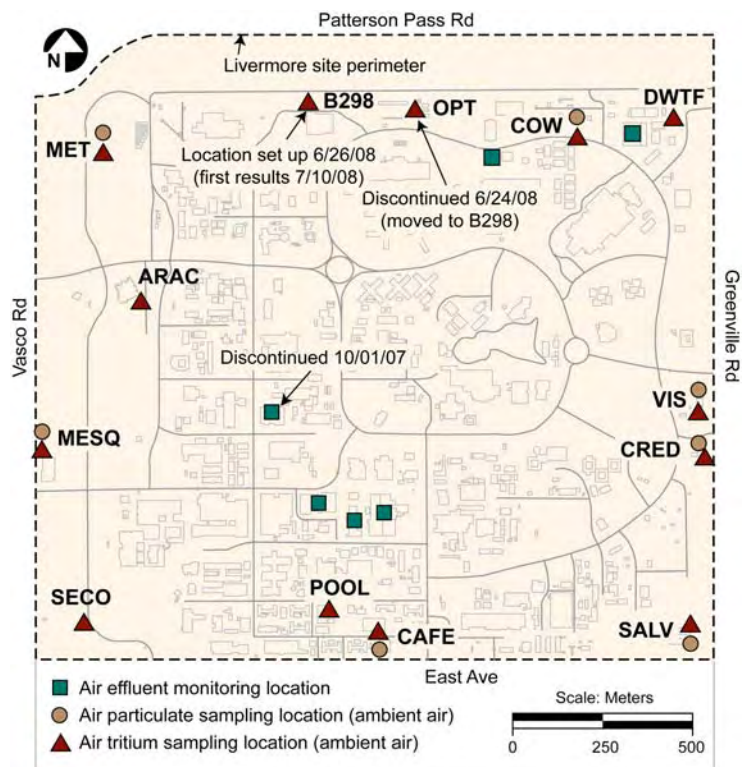 Patterson Pass Rd
N
Livermore site perimeter
B298
OPT
DWTF
COW
MET
Location set up 6/26/08
(first results 7/10/08)
Discontinued 6/24/08
(moved to B298)
ARAC
Vasco Rd
Greenville Rd
Discontinued 10/01/07
VIS
MESQ
CRED
SECO
POOL
CAFE
SALV
East Ave
Air effluent monitoring location
Air particulate sampling location (ambient air)
Air tritium sampling location (ambient air)
Scale: Meters
0 250 500